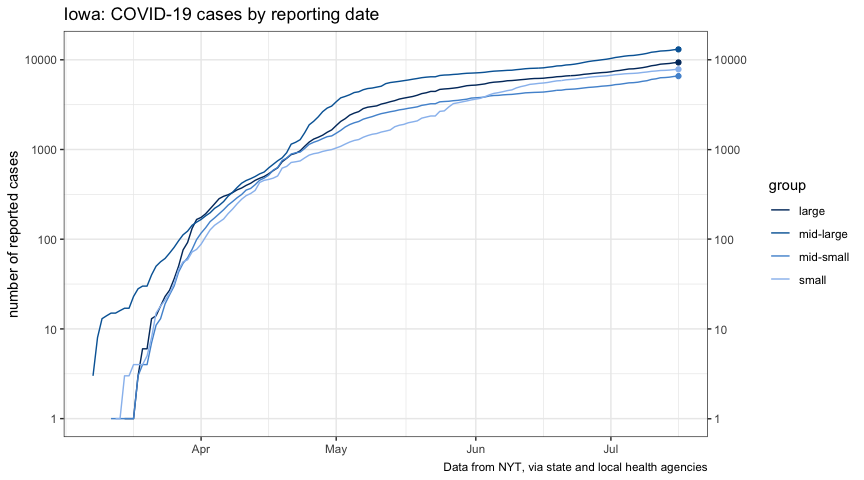 Iowa: COVID-19 cases by reporting date
number of reported cases
10000
1000
100
10
1
10000
1000
100
10
1
Apr
May
Jun
Jul
group
large
mid-large
mid-small
small
Data from NYT, via state and local health agencies